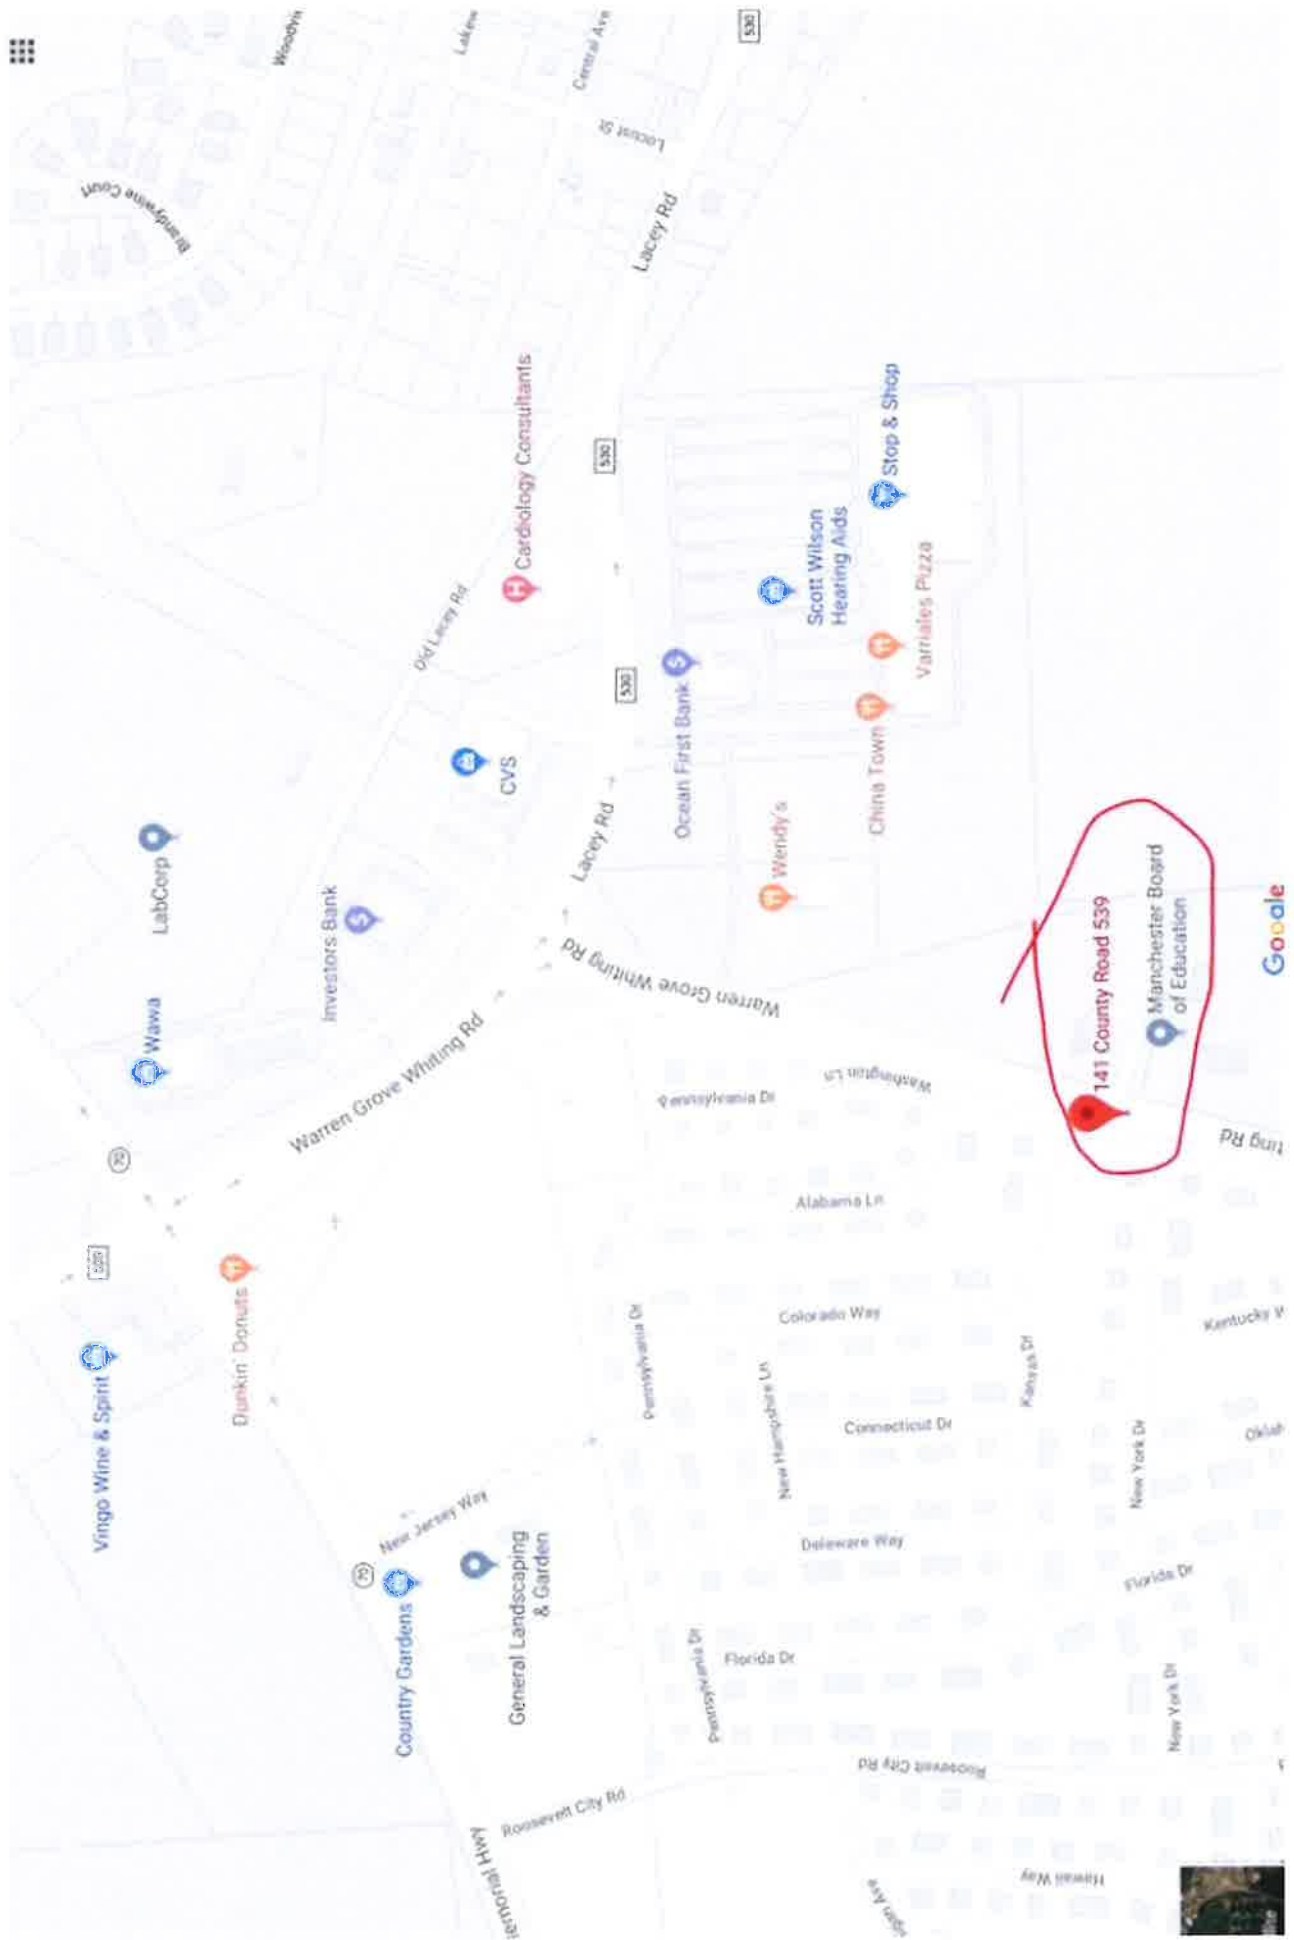 Vingo Wine & Spirit
70
Wawa
LabCorp
Brandywine Court
Dunkin' Donuts
Warren Grove Whiting Rd
Investors Bank
Woodvi
70
Country Gardens
New Jersey Way
Old Lacey Rd
emorial Hwy
CVS
Lakew
General Landscaping
& Garden
Cardiology Consultants
Roosevelt City Rd
Lacey Rd
530
Central Ave
530
Locust St
Pennsylvania Dr
Warren Grove Whiting Rd
Lacey Rd
Ocean First Bank
Pennsylvania Dr
Pennsylvania Dr
530
Florida Dr
New Hampshire Ln
Wendy's
Colorado Way
Alabama Ln
Scott Wilson
Hearing Aids
Delaware Way
Connecticut Dr
Washington Ln
China Town
Stop & Shop
igan Ave
Roosevelt City Rd
Varriales Pizza
Kansas Dr
Hawaii Way
141 County Road 539
New York Dr
Florida Dr
Manchester Board
of Education
New York Dr
Kentucky W
ting Rd
Oklah
Google